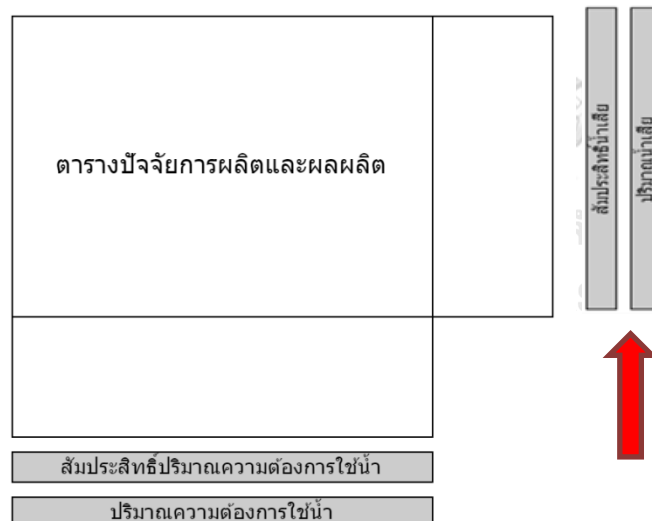 ตารางปัจจัยการผลิตและผลผลิต
สัมประสิทธิ์น้ำเสีย
ปริมาณน้ำเสีย
สัมประสิทธิ์ปริมาณความต้องการใช้น้ำ
ปริมาณความต้องการใช้น้ำ